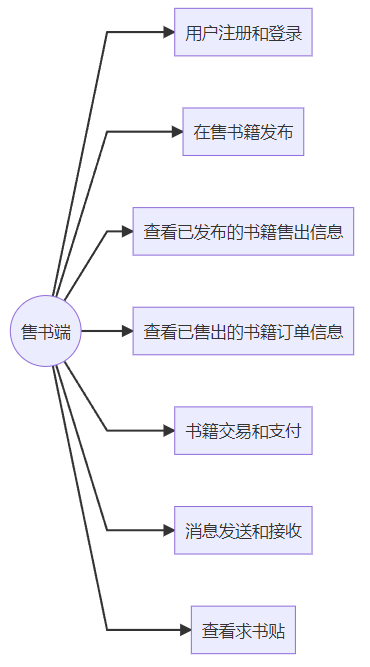 用户注册和登录
在售书籍发布
查看已发布的书籍售出信息
售书端
查看已售出的书籍订单信息
书籍交易和支付
消息发送和接收
查看求书贴